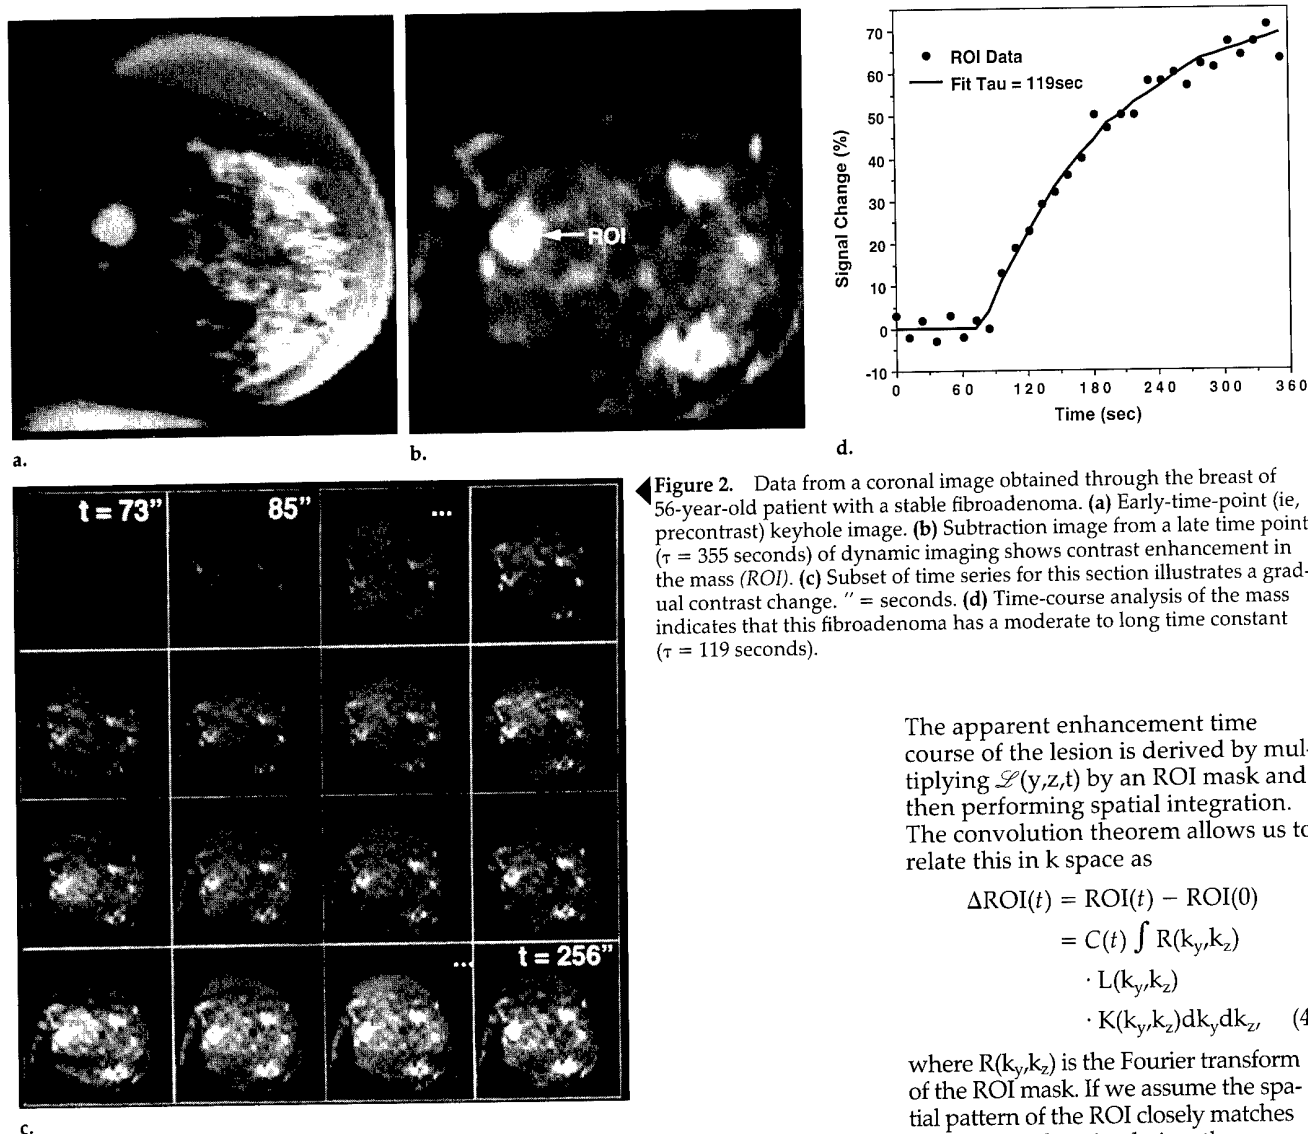 ROI
a.
b.
70
60
50
40
30
20
10
0
-10
Signal Change (%)
ROI Data
Fit Tau = 119sec
0 60 120 180 240 300 360
Time (sec)
d.
t = 73” 85” ...
... t = 256”
c.
Figure 2. Data from a coronal image obtained through the breast of
56-year-old patient with a stable fibroadenoma. (a) Early-time-point (ie,
precontrast) keyhole image. (b) Subtraction image from a late time point
(τ = 355 seconds) of dynamic imaging shows contrast enhancement in
the mass (ROI). (c) Subset of time series for this section illustrates a grad-
ual contrast change. ″ = seconds. (d) Time-course analysis of the mass
indicates that this fibroadenoma has a moderate to long time constant
(τ = 119 seconds).
The apparent enhancement time
course of the lesion is derived by mul-
tiplying ℒ(y,z,t) by an ROI mask and
then performing spatial integration.
The convolution theorem allows us to
relate this in k space as
ΔROI(t) = ROI(t) − ROI(0)
= C(t) ∫ R(ky,kz)
· L(ky,kz)
· K(ky,kz)dkydkz, (4
where R(ky,kz) is the Fourier transform
of the ROI mask. If we assume the spa-
tial pattern of the ROI closely matches